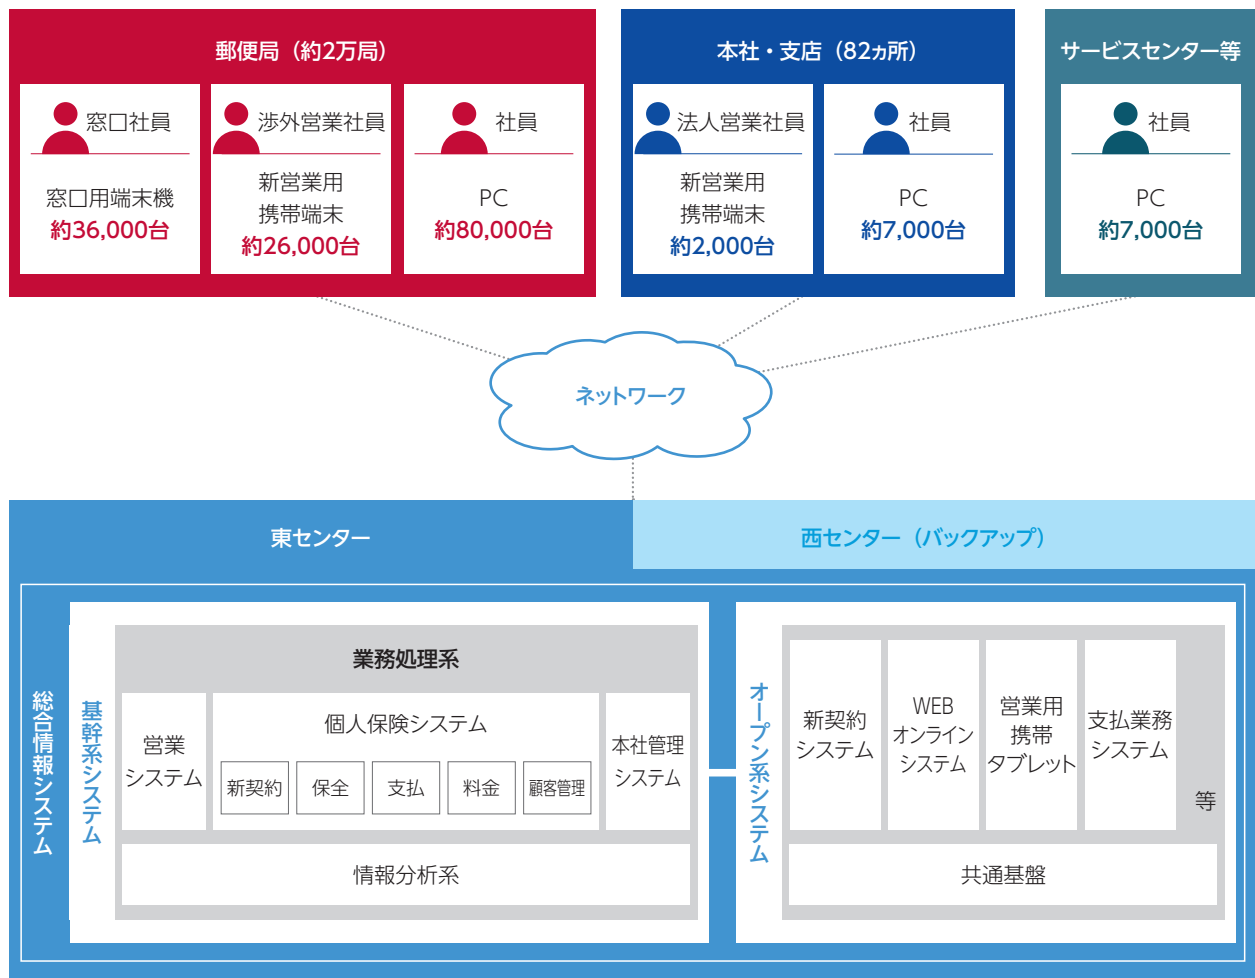 郵便局（約2万局）
窓口社員
窓口用端末機
約36,000台
渉外営業社員
新営業用
携帯端末
約26,000台
社員
PC
約80,000台
本社・支店（82ヵ所）
法人営業社員
新営業用
携帯端末
約2,000台
社員
PC
約7,000台
サービスセンター等
社員
PC
約7,000台
ネットワーク
東センター
西センター（バックアップ）
総合情報システム
基幹系システム
業務処理系
営業
システム
個人保険システム
新契約
保全
支払
料金
顧客管理
本社管理
システム
情報分析系
オープン系システム
新契約
システム
WEB
オンライン
システム
営業用
携帯
タブレット
支払業務
システム
等
共通基盤